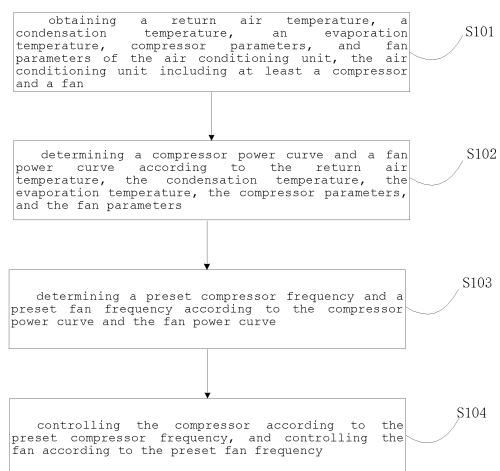 obtaining a return air temperature, a
condensation temperature, an evaporation
temperature, compressor parameters, and fan
parameters of the air conditioning unit, the air
conditioning unit including at least a compressor
and a fan
S101
determining a compressor power curve and a fan
power curve according to the return air
temperature, the condensation temperature, the
evaporation temperature, the compressor parameters,
and the fan parameters
S102
determining a preset compressor frequency and a
preset fan frequency according to the compressor
power curve and the fan power curve
S103
controlling the compressor according to the
preset compressor frequency, and controlling the
fan according to the preset fan frequency
S104